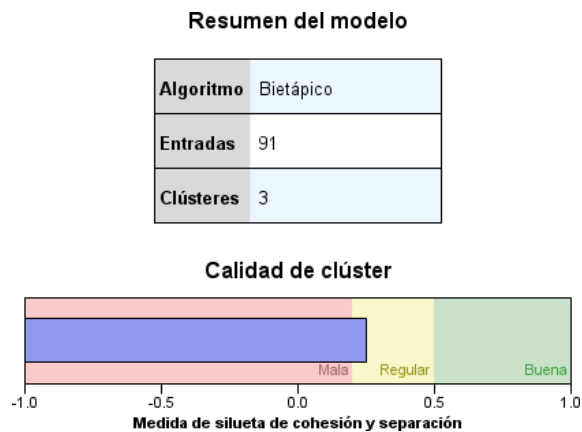 Resumen del modelo
Algoritmo Bietápico
Entradas 91
Clústeres 3
Calidad de clúster
Mala Regular Buena
-1.0 -0.5 0.0 0.5 1.0
Medida de silueta de cohesión y separación